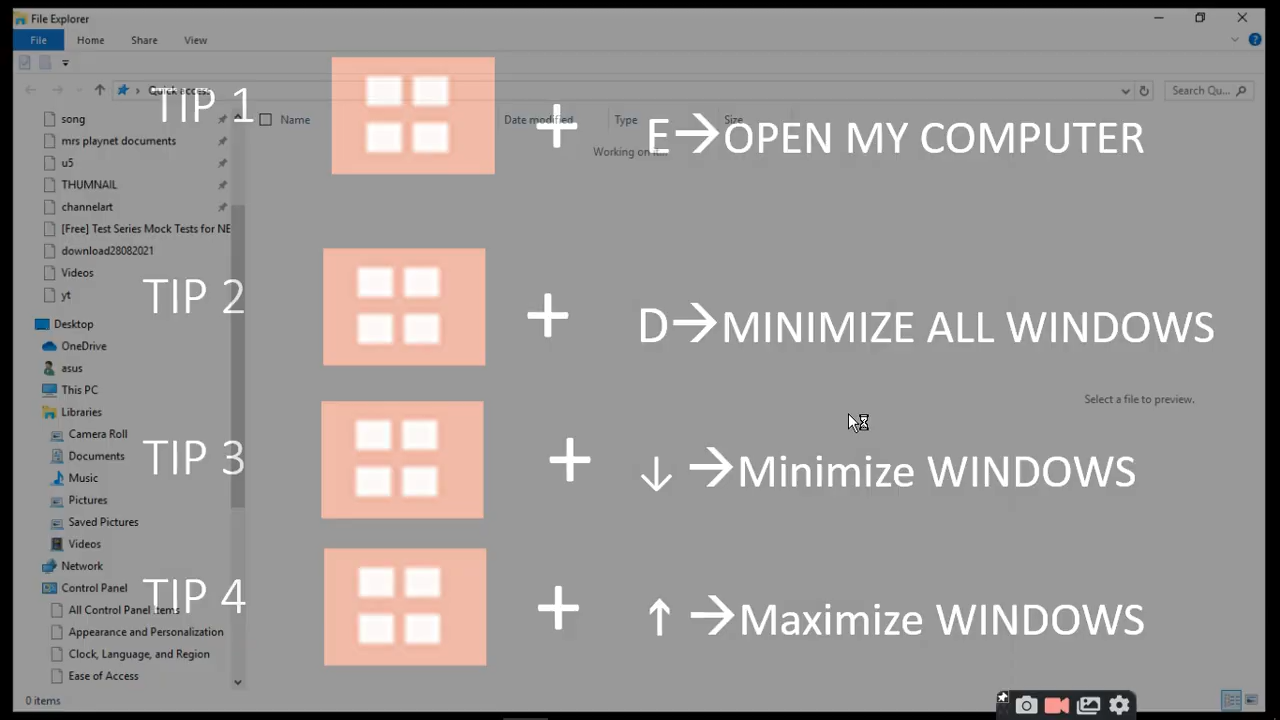 File Explorer
File Home Share View
Quick access
Search Qu...
TIP 1 + E→OPEN MY COMPUTER
Name Date modified Type Size
song
mrs playnet documents
u5
THUMNAIL
channelart
[Free] Test Series Mock Tests for NE
download28082021
Videos
yt
TIP 2 + D→MINIMIZE ALL WINDOWS
Desktop
OneDrive
asus
This PC
Select a file to preview.
Libraries
Camera Roll
Documents
TIP 3 + ↓ →Minimize WINDOWS
Music
Pictures
Saved Pictures
Videos
Network
Control Panel
TIP 4 + ↑ →Maximize WINDOWS
All Control Panel Items
Appearance and Personalization
Clock, Language, and Region
Ease of Access
0 items